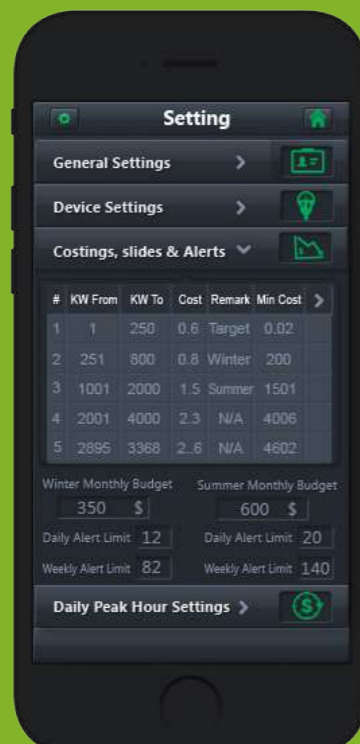 Setting
General Settings
Device Settings
Costings, slides & Alerts
# KW From KW To Cost Remark Min Cost
1 1 250 0.6 Target 0.02
2 251 800 0.8 Winter 200
3 1001 2000 1.5 Summer 1501
4 2001 4000 2.3 N/A 4006
5 2895 3368 2..6 N/A 4602
Winter Monthly Budget Summer Monthly Budget
350 $ 600 $
Daily Alert Limit 12 Daily Alert Limit 20
Weekly Alert Limit 82 Weekly Alert Limit 140
Daily Peak Hour Settings
$